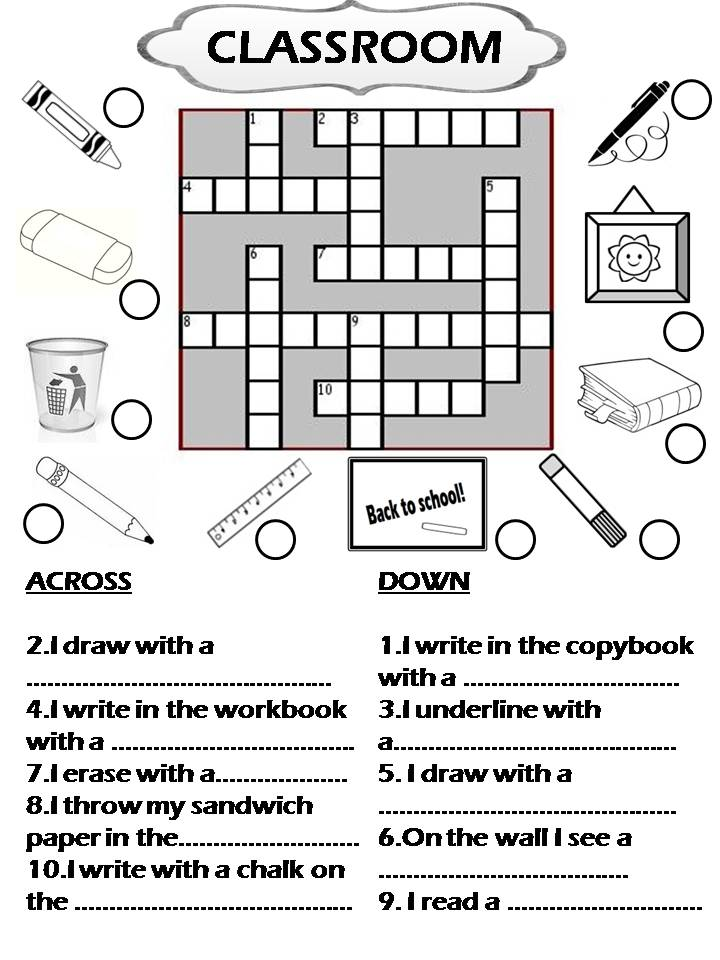 CLASSROOM
1
2
3
4
5
6
7
8
9
10
Back to school!
ACROSS
2.I draw with a
............................................
4.I write in the workbook
with a ...................................
7.I erase with a...................
8.I throw my sandwich
paper in the..........................
10.I write with a chalk on
the ........................................
DOWN
1.I write in the copybook
with a ...............................
3.I underline with
a.........................................
5. I draw with a
...........................................
6.On the wall I see a
....................................
9. I read a ............................